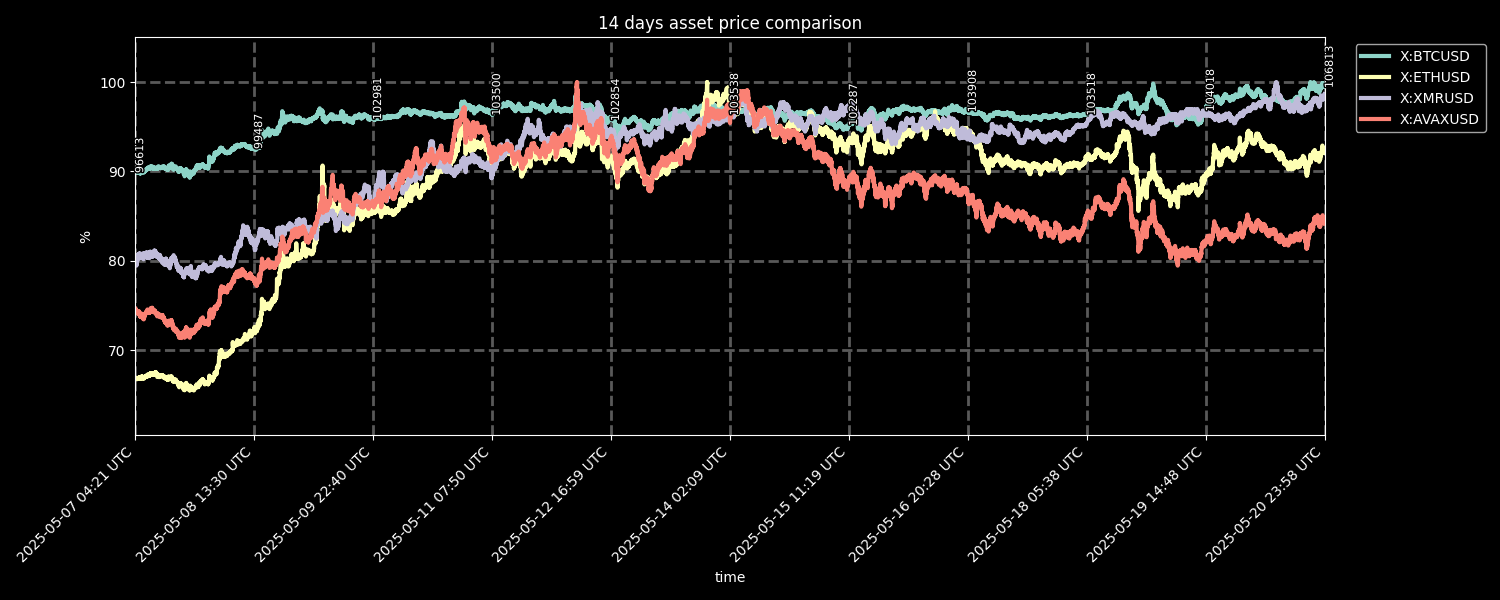 14 days asset price comparison
X:BTCUSD
X:ETHUSD
X:XMRUSD
X:AVAXUSD
%
100
90
80
70
96613
99487
102981
103500
102854
103538
102287
103908
103518
104018
106813
2025-05-07 04:21 UTC
2025-05-08 13:30 UTC
2025-05-09 22:40 UTC
2025-05-11 07:50 UTC
2025-05-12 16:59 UTC
2025-05-14 02:09 UTC
2025-05-15 11:19 UTC
2025-05-16 20:28 UTC
2025-05-18 05:38 UTC
2025-05-19 14:48 UTC
2025-05-20 23:58 UTC
time